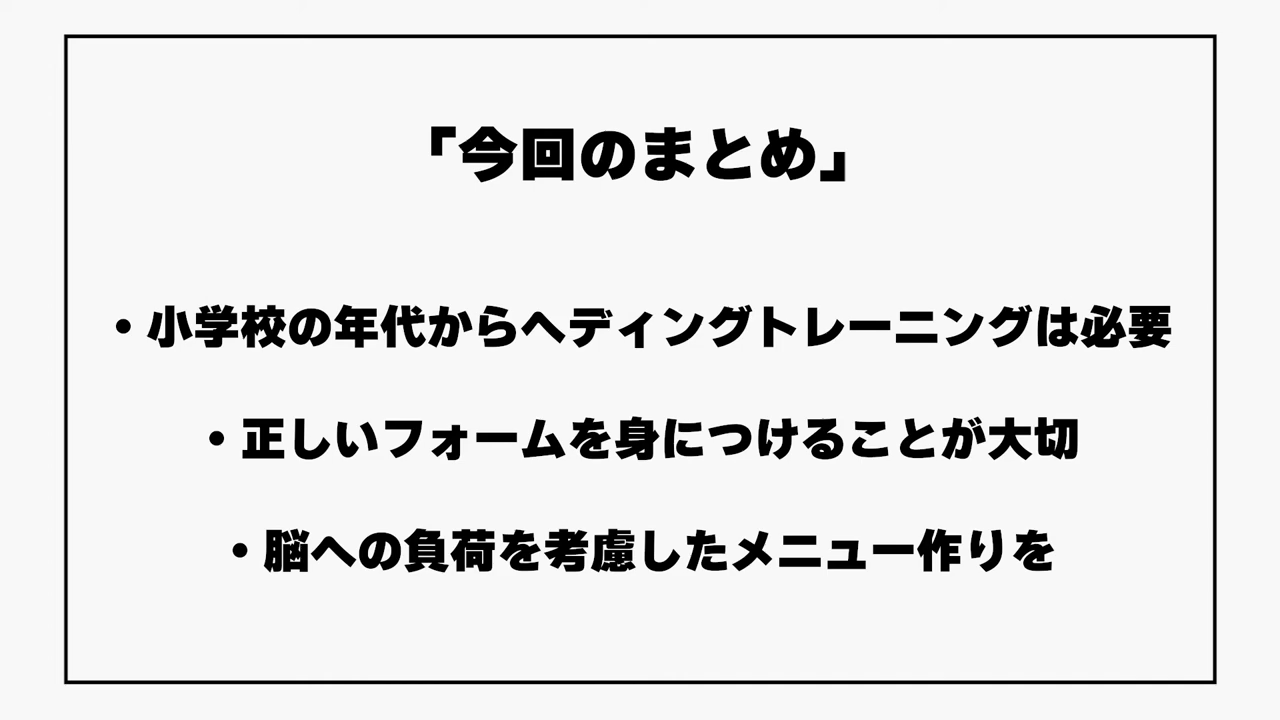 「今回のまとめ」
・小学校の年代からヘディングトレーニングは必要
・正しいフォームを身につけることが大切
・脳への負荷を考慮したメニュー作りを